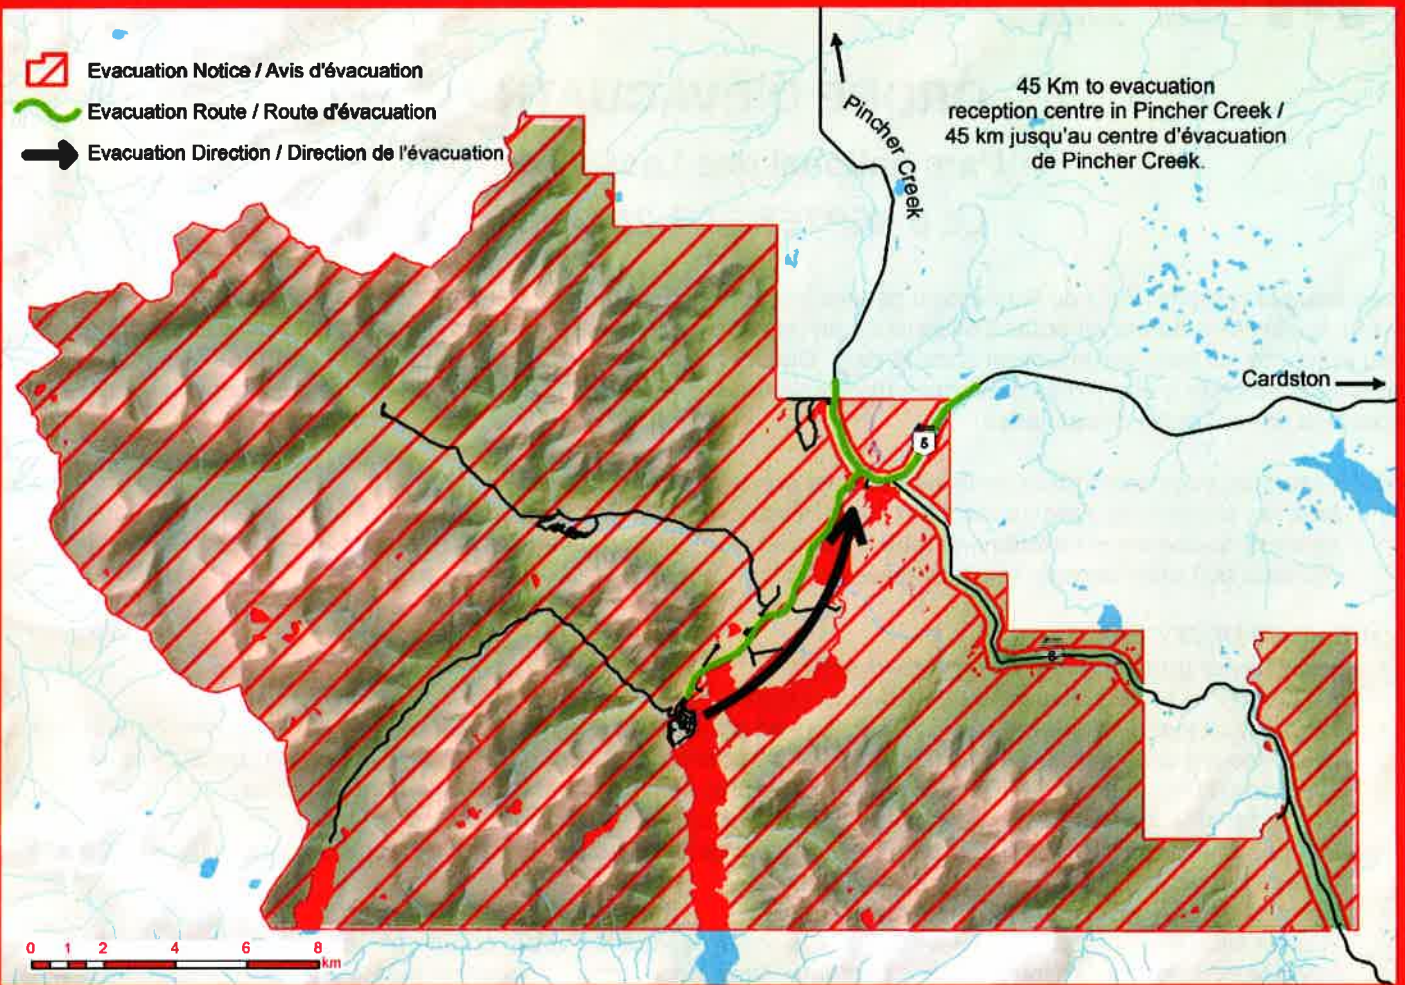 Evacuation Notice / Avis d'évacuation
Evacuation Route / Route d'évacuation
Evacuation Direction / Direction de l'évacuation
45 Km to evacuation
reception centre in Pincher Creek /
45 km jusqu'au centre d'évacuation
de Pincher Creek.
Pincher Creek
Cardston
5
6
0 1 2 4 6 8
km